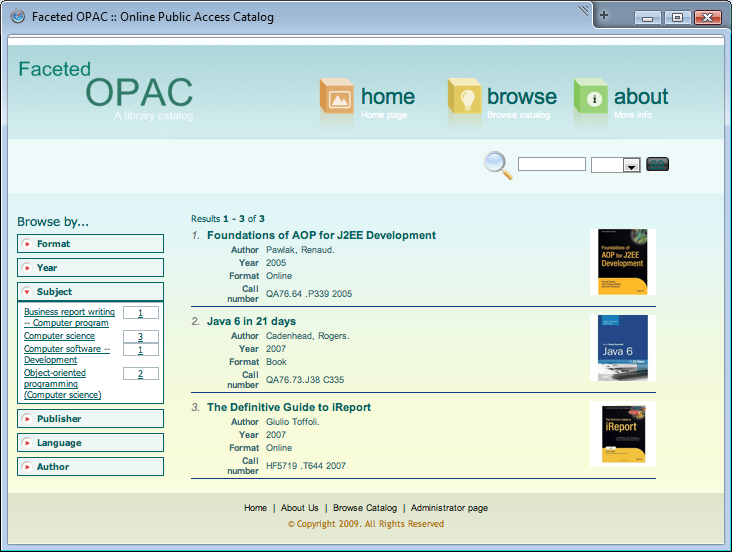 Faceted OPAC :: Online Public Access Catalog
Faceted
OPAC
A library catalog
home
Home page
browse
Browse catalog
about
More info
Browse by...
Format
Year
Subject
Business report writing 1
-- Computer program
Computer science 3
Computer software -- 1
Development
Object-oriented 2
programming
(Computer science)
Publisher
Language
Author
Results 1 - 3 of 3
1. Foundations of AOP for J2EE Development
Author Pawlak, Renaud.
Year 2005
Format Online
Call
number QA76.64 .P339 2005
Foundations of
AOP for J2EE
Development
2. Java 6 in 21 days
Author Cadenhead, Rogers.
Year 2007
Format Book
Call
number QA76.73.J38 C335
Java 6
3. The Definitive Guide to iReport
Author Giulio Toffoli.
Year 2007
Format Online
Call
number HF5719 .T644 2007
iReport
Home | About Us | Browse Catalog | Administrator page
© Copyright 2009. All Rights Reserved